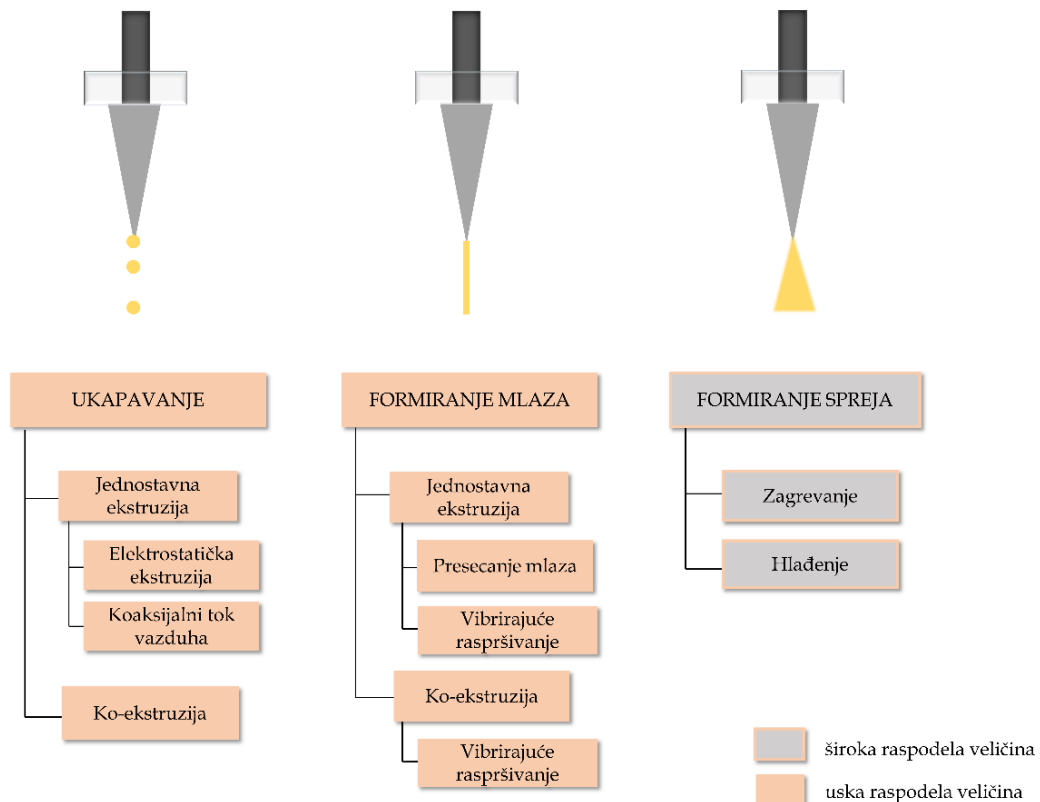 UKAPAVANJE
Jednostavna
ekstruzija
Elektrostatička
ekstruzija
Koaksijalni tok
vazduha
Ko-ekstruzija
FORMIRANJE MLAZA
Jednostavna
ekstruzija
Presecanje mlaza
Vibrirajuće
raspršivanje
Ko-ekstruzija
Vibrirajuće
raspršivanje
FORMIRANJE SPREJA
Zagrevanje
Hlađenje
široka raspodela veličina
uska raspodela veličina